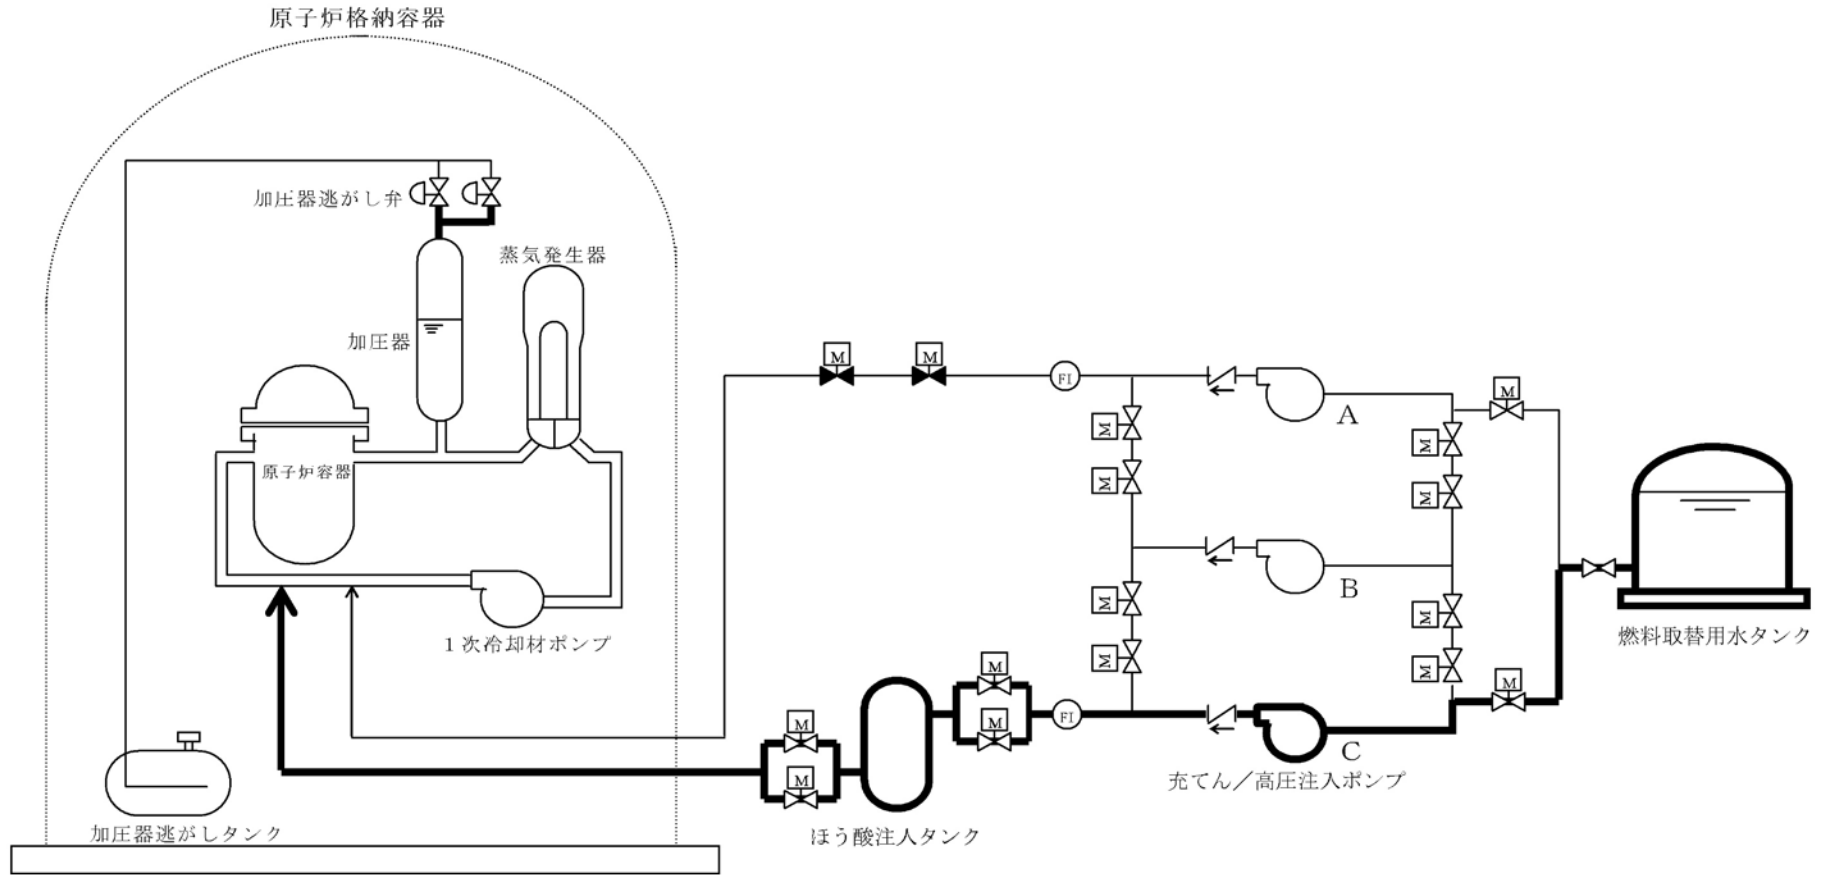 原子炉格納容器
加圧器逃がし弁
蒸気発生器
加圧器
原子炉容器
1次冷却材ポンプ
加圧器逃がしタンク
M
M
FI
A
M
M
M
M
M
B
M
M
M
M
燃料取替用水タンク
M
M
FI
M
C
充てん/高圧注入ポンプ
M
M
ほう酸注人タンク